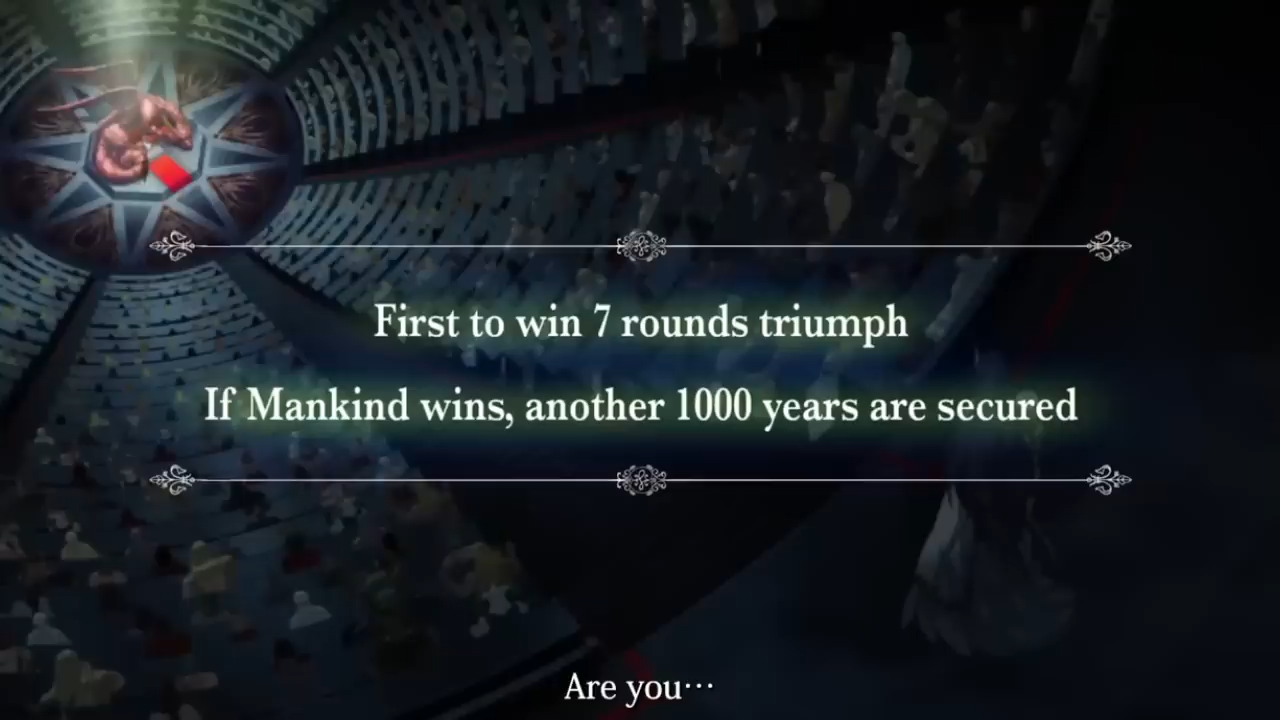 First to win 7 rounds triumph
If Mankind wins, another 1000 years are secured
Are you…